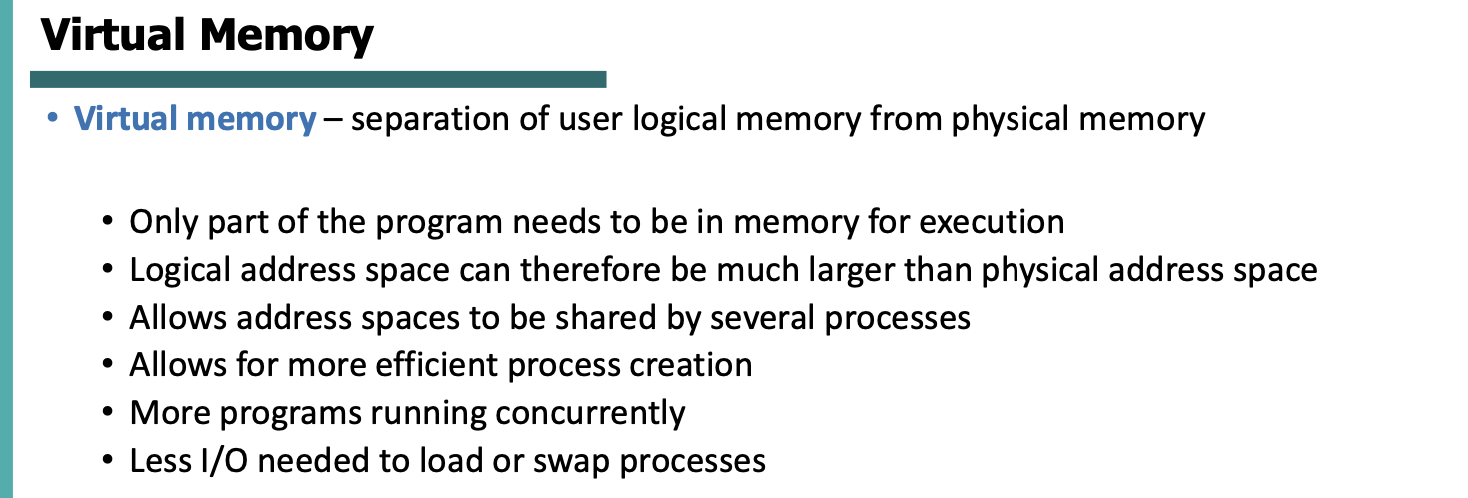 Virtual Memory
• Virtual memory – separation of user logical memory from physical memory
• Only part of the program needs to be in memory for execution
• Logical address space can therefore be much larger than physical address space
• Allows address spaces to be shared by several processes
• Allows for more efficient process creation
• More programs running concurrently
• Less I/O needed to load or swap processes